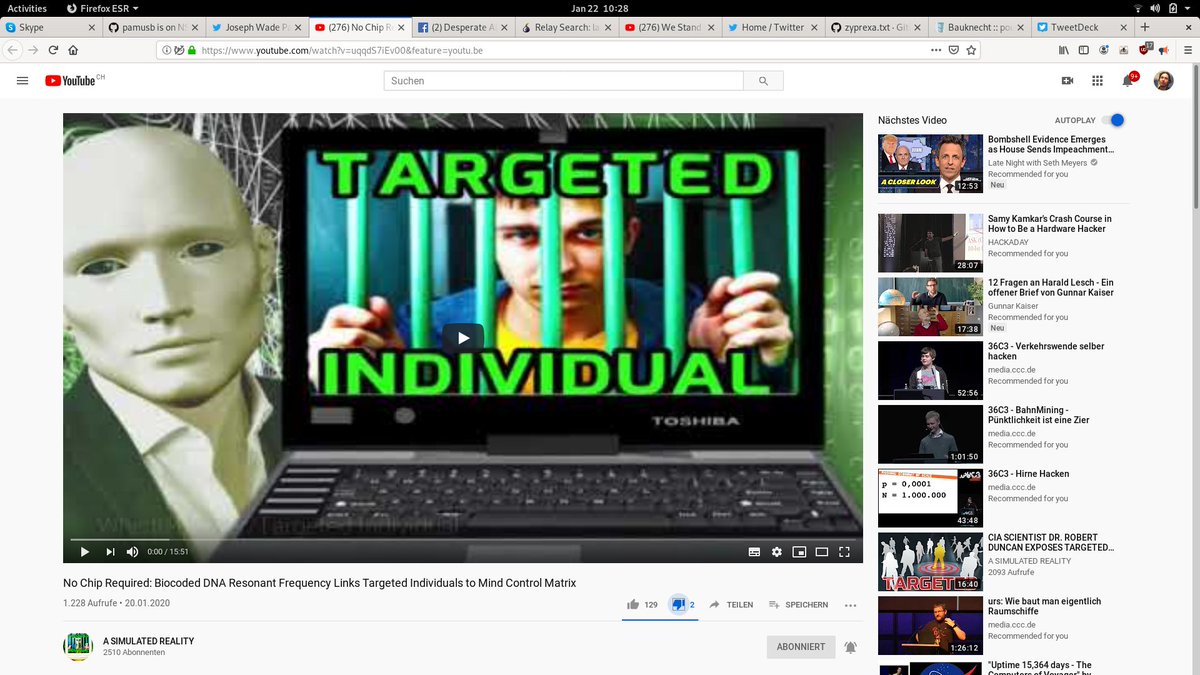 Activities Firefox ESR Jan 22 10:28
Skype pamusb is on NS Joseph Wade P (276) No Chip R (2) Desperate A Relay Search: la (276) We Stand Home / Twitter zyprexa.txt · Git Bauknecht :: po TweetDeck
https://www.youtube.com/watch?v=uqqdS7iEv00&feature=youtu.be
YouTube CH Suchen 9+
TARGETED
INDIVIDUAL
TOSHIBA
Targeted Individual
0:00 / 15:51
No Chip Required: Biocoded DNA Resonant Frequency Links Targeted Individuals to Mind Control Matrix
1.228 Aufrufe • 20.01.2020
129 2 TEILEN SPEICHERN
A SIMULATED REALITY
2510 Abonnenten
ABONNIERT
Nächstes Video AUTOPLAY
A CLOSER LOOK
12:53
Bombshell Evidence Emerges
as House Sends Impeachment...
Late Night with Seth Meyers
Recommended for you
Neu
28:07
Samy Kamkar's Crash Course in
How to Be a Hardware Hacker
HACKADAY
Recommended for you
17:38
12 Fragen an Harald Lesch - Ein
offener Brief von Gunnar Kaiser
Gunnar Kaiser
Recommended for you
Neu
52:56
36C3 - Verkehrswende selber
hacken
media.ccc.de
Recommended for you
1:01:50
36C3 - BahnMining -
Pünktlichkeit ist eine Zier
media.ccc.de
Recommended for you
p = 0,0001
N = 1.000.000
43:48
36C3 - Hirne Hacken
media.ccc.de
Recommended for you
TARGETED
16:40
CIA SCIENTIST DR. ROBERT
DUNCAN EXPOSES TARGETED...
A SIMULATED REALITY
2093 Aufrufe
1:26:12
urs: Wie baut man eigentlich
Raumschiffe
media.ccc.de
Recommended for you
"Uptime 15,364 days - The
Computers of Voyager" by